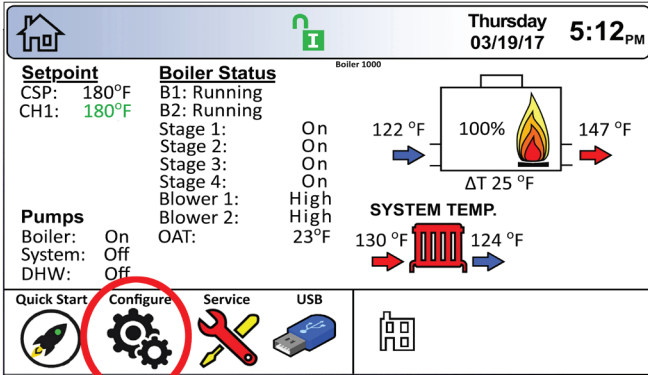 Thursday
03/19/17
5:12PM
I
Boiler 1000
Setpoint
CSP: 180°F
CH1: 180°F
Boiler Status
B1: Running
B2: Running
Stage 1: On
Stage 2: On
Stage 3: On
Stage 4: On
Blower 1: High
Blower 2: High
OAT: 23°F
Pumps
Boiler: On
System: Off
DHW: Off
122 °F
100%
147 °F
ΔT 25 °F
SYSTEM TEMP.
130 °F
124 °F
Quick Start
Configure
Service
USB